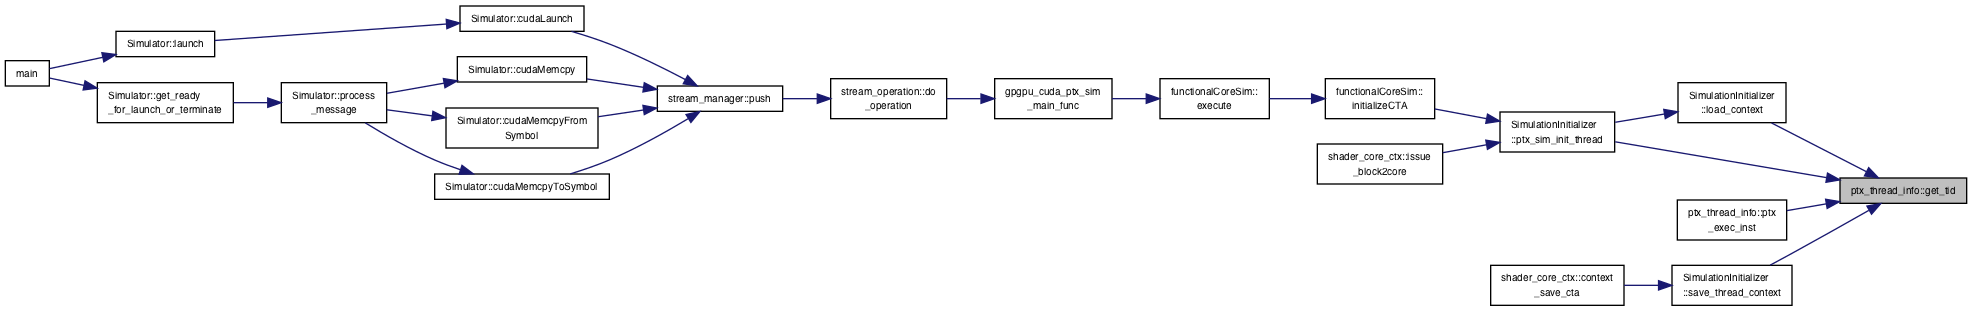 main
Simulator::launch
Simulator::get_ready
_for_launch_or_terminate
Simulator::process
_message
Simulator::cudaLaunch
Simulator::cudaMemcpy
Simulator::cudaMemcpyFrom
Symbol
Simulator::cudaMemcpyToSymbol
stream_manager::push
stream_operation::do
_operation
gpgpu_cuda_ptx_sim
_main_func
functionalCoreSim::
execute
functionalCoreSim::
initializeCTA
shader_core_ctx::issue
_block2core
SimulationInitializer
::ptx_sim_init_thread
SimulationInitializer
::load_context
ptx_thread_info::get_tid
ptx_thread_info::ptx
_exec_inst
shader_core_ctx::context
_save_cta
SimulationInitializer
::save_thread_context